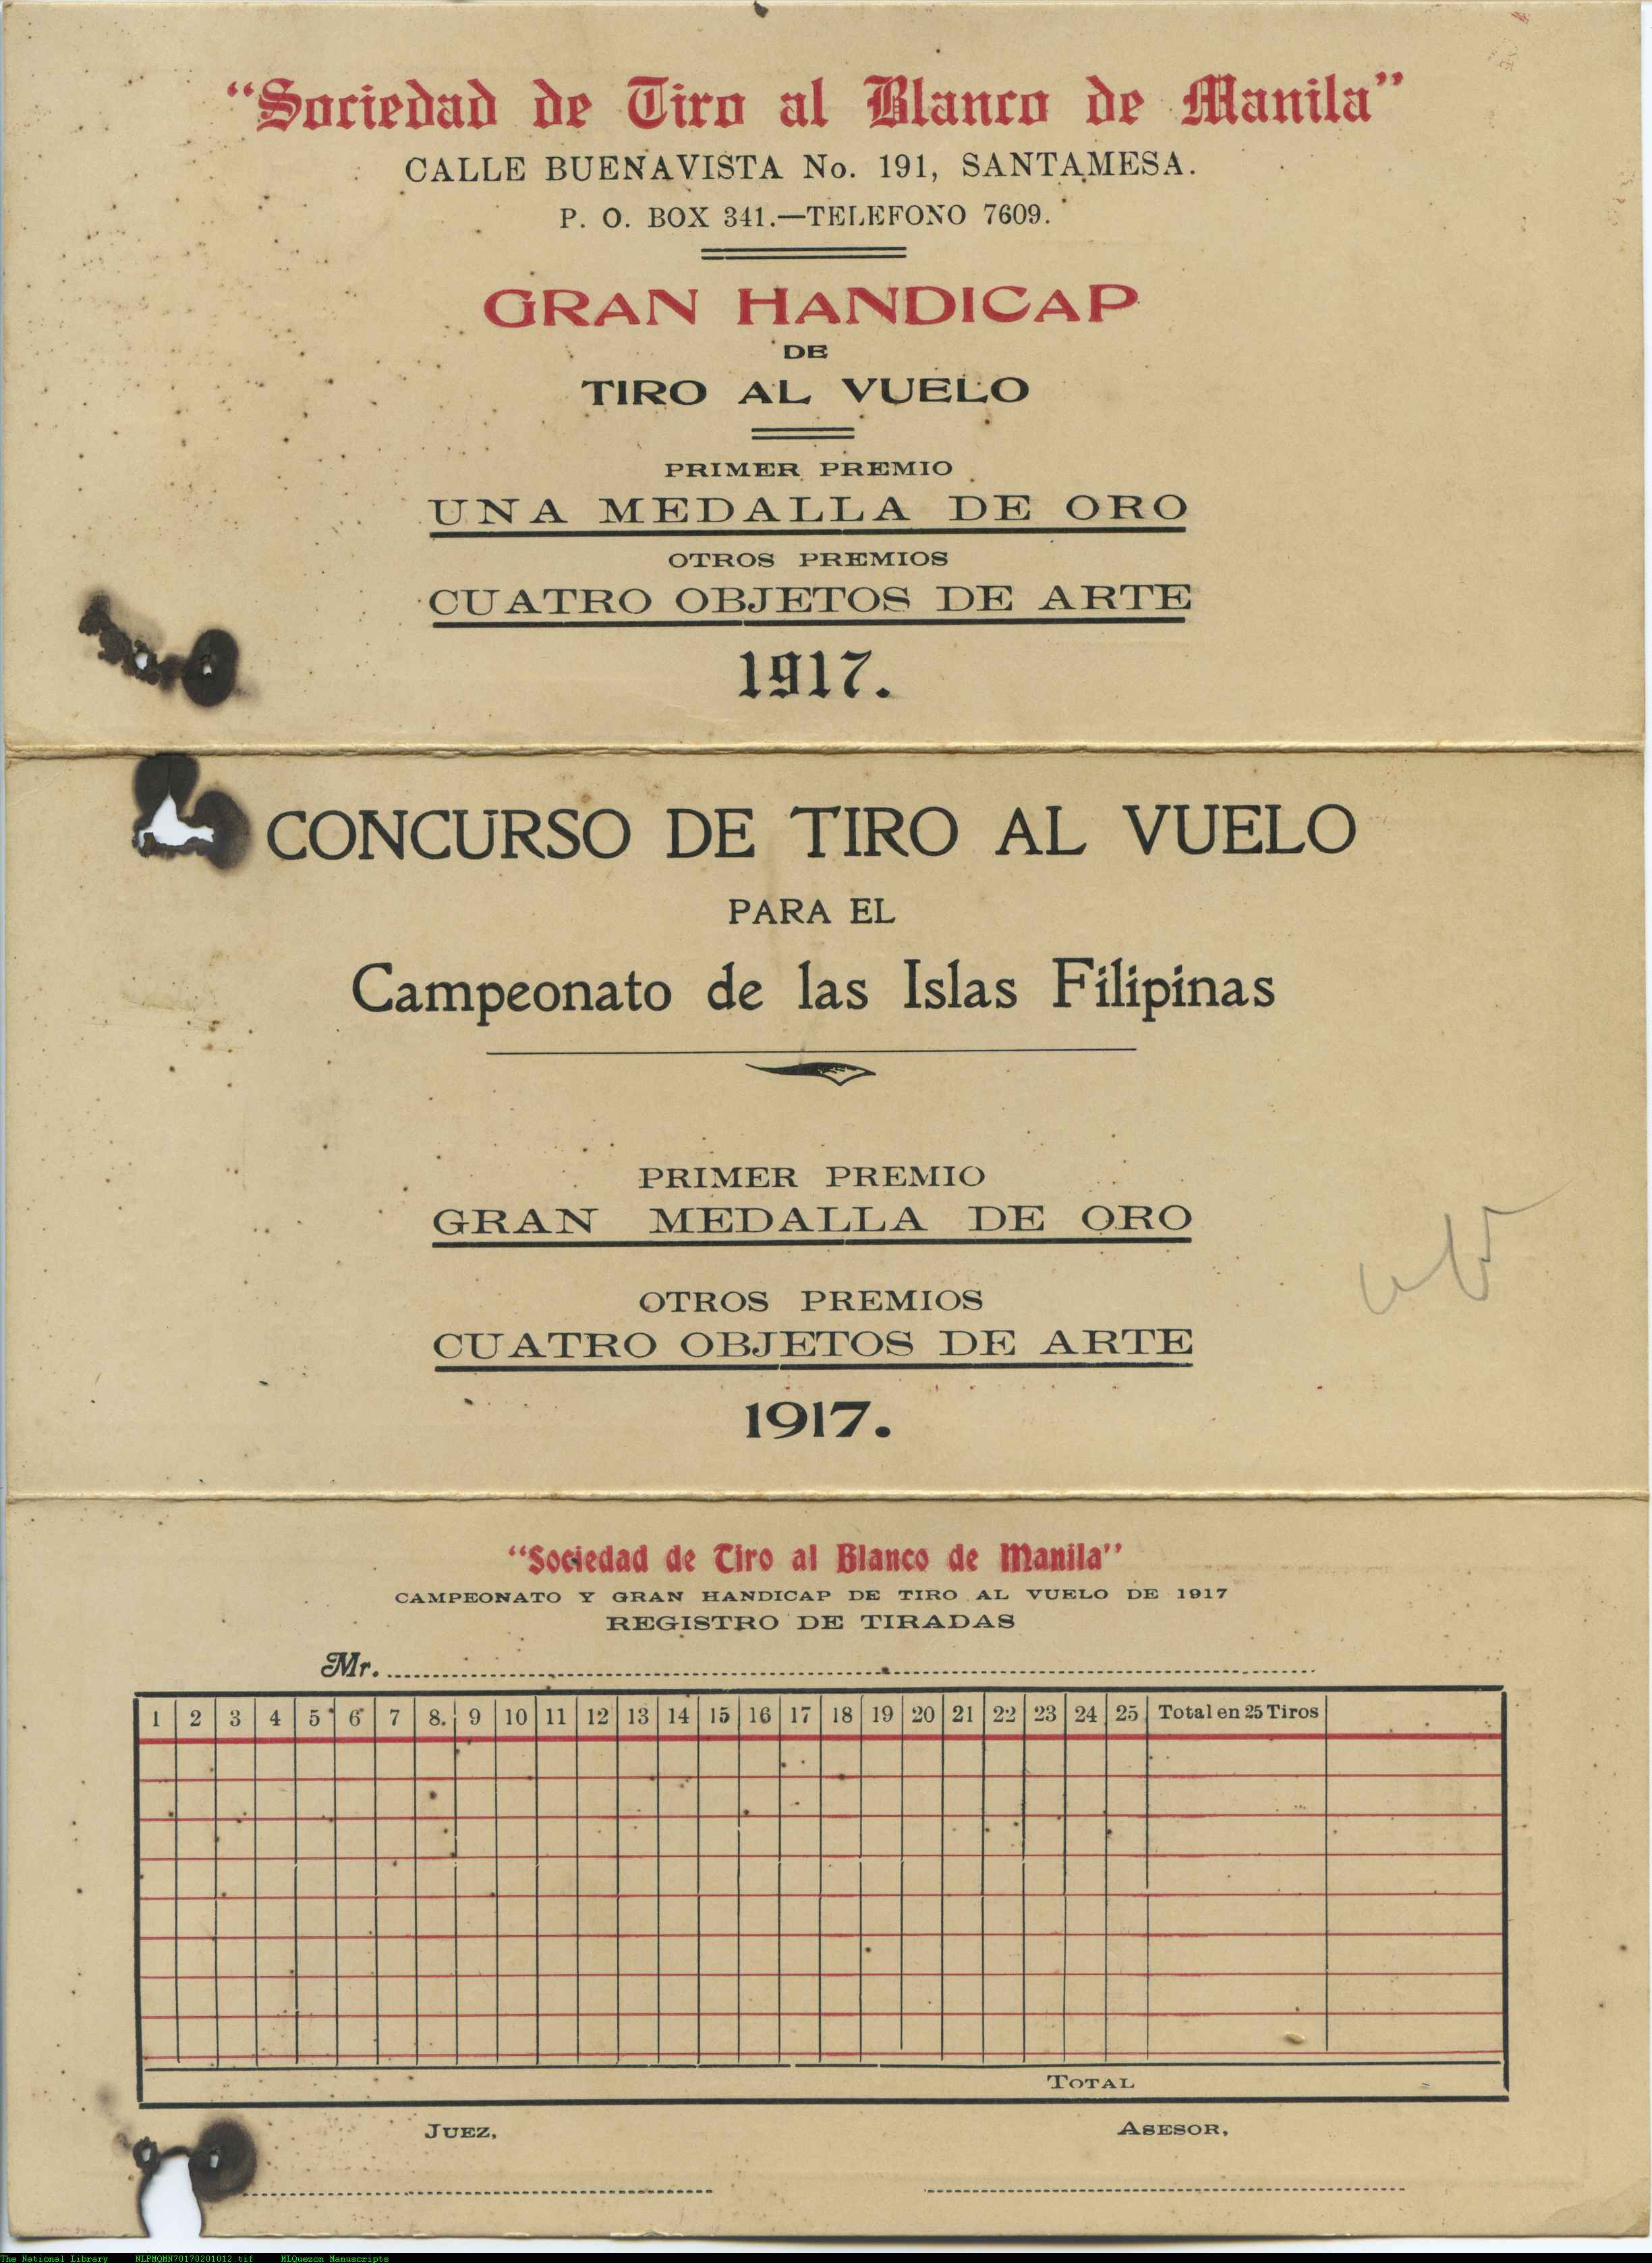 “Sociedad de Tiro al Blanco de Manila”
CALLE BUENAVISTA No. 191, SANTAMESA.
P. O. BOX 341.—TELEFONO 7609.
GRAN HANDICAP
DE
TIRO AL VUELO
PRIMER PREMIO
UNA MEDALLA DE ORO
OTROS PREMIOS
CUATRO OBJETOS DE ARTE
1917.
CONCURSO DE TIRO AL VUELO
PARA EL
Campeonato de las Islas Filipinas
PRIMER PREMIO
GRAN MEDALLA DE ORO
OTROS PREMIOS
CUATRO OBJETOS DE ARTE
1917.
“Sociedad de Tiro al Blanco de Manila”
CAMPEONATO Y GRAN HANDICAP DE TIRO AL VUELO DE 1917
REGISTRO DE TIRADAS
Mr.
1 2 3 4 5 6 7 8 9 10 11 12 13 14 15 16 17 18 19 20 21 22 23 24 25 Total en 25 Tiros
TOTAL
JUEZ, ASESOR,
The National Library NLPMQMN70170201012.tif MLQuezon Manuscripts